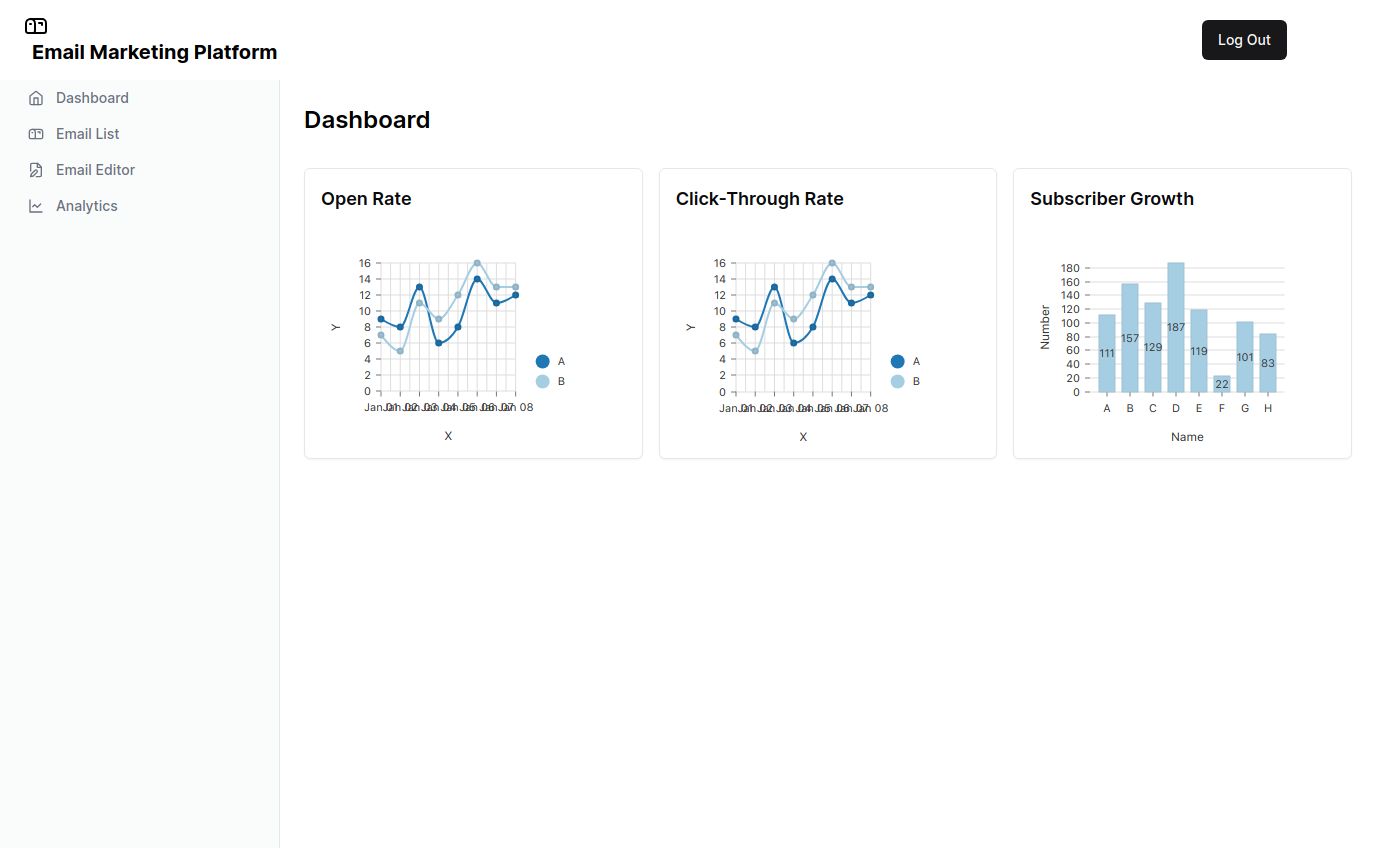 Email Marketing Platform
Log Out
Dashboard
Email List
Email Editor
Analytics
Dashboard
Open Rate
16
14
12
10
8
6
4
2
0
Y
Jan 01 Jan 02 Jan 03 Jan 04 Jan 05 Jan 06 Jan 07 Jan 08
X
A
B
Click-Through Rate
16
14
12
10
8
6
4
2
0
Y
Jan 01 Jan 02 Jan 03 Jan 04 Jan 05 Jan 06 Jan 07 Jan 08
X
A
B
Subscriber Growth
180
160
140
120
100
80
60
40
20
0
Number
111 157 129 187 119 22 101 83
A B C D E F G H
Name